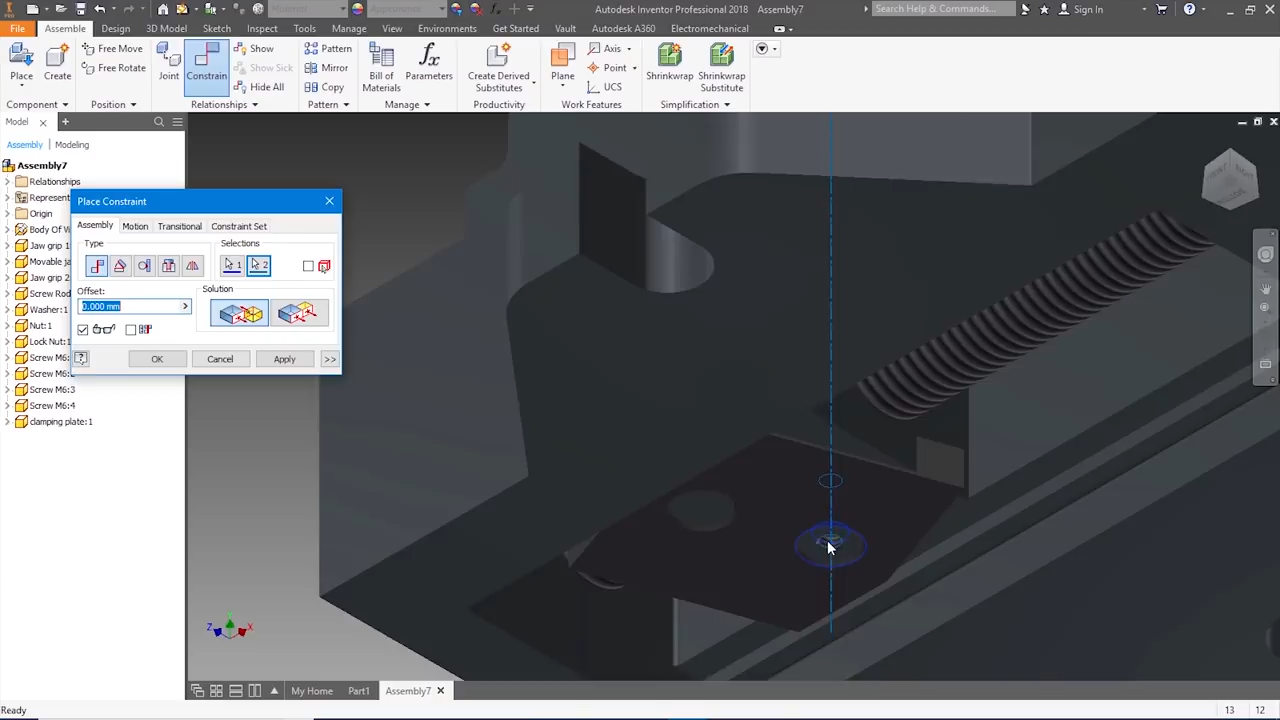 Material
Appearance
Autodesk Inventor Professional 2018 Assembly7
Search Help & Commands...
Sign In
File Assemble Design 3D Model Sketch Inspect Tools Manage View Environments Get Started Vault Autodesk A360 Electromechanical
Place
Create
Component
Free Move
Free Rotate
Position
Joint
Constrain
Show
Show Sick
Hide All
Relationships
Pattern
Mirror
Copy
Pattern
Bill of
Materials
Parameters
Manage
Create Derived
Substitutes
Productivity
Plane
Axis
Point
UCS
Work Features
Shrinkwrap
Shrinkwrap
Substitute
Simplification
Model
Assembly Modeling
Assembly7
Relationships
Represent
Origin
Body Of W
Jaw grip 1
Movable ja
Jaw grip 2
Screw Rod
Washer:1
Nut:1
Lock Nut:1
Screw M6:
Screw M6:2
Screw M6:3
Screw M6:4
clamping plate:1
Place Constraint
Assembly Motion Transitional Constraint Set
Type
Selections
1
2
Offset:
0.000 mm
Solution
OK
Cancel
Apply
>>
Z
Y
X
My Home
Part1
Assembly7
Ready
13
12